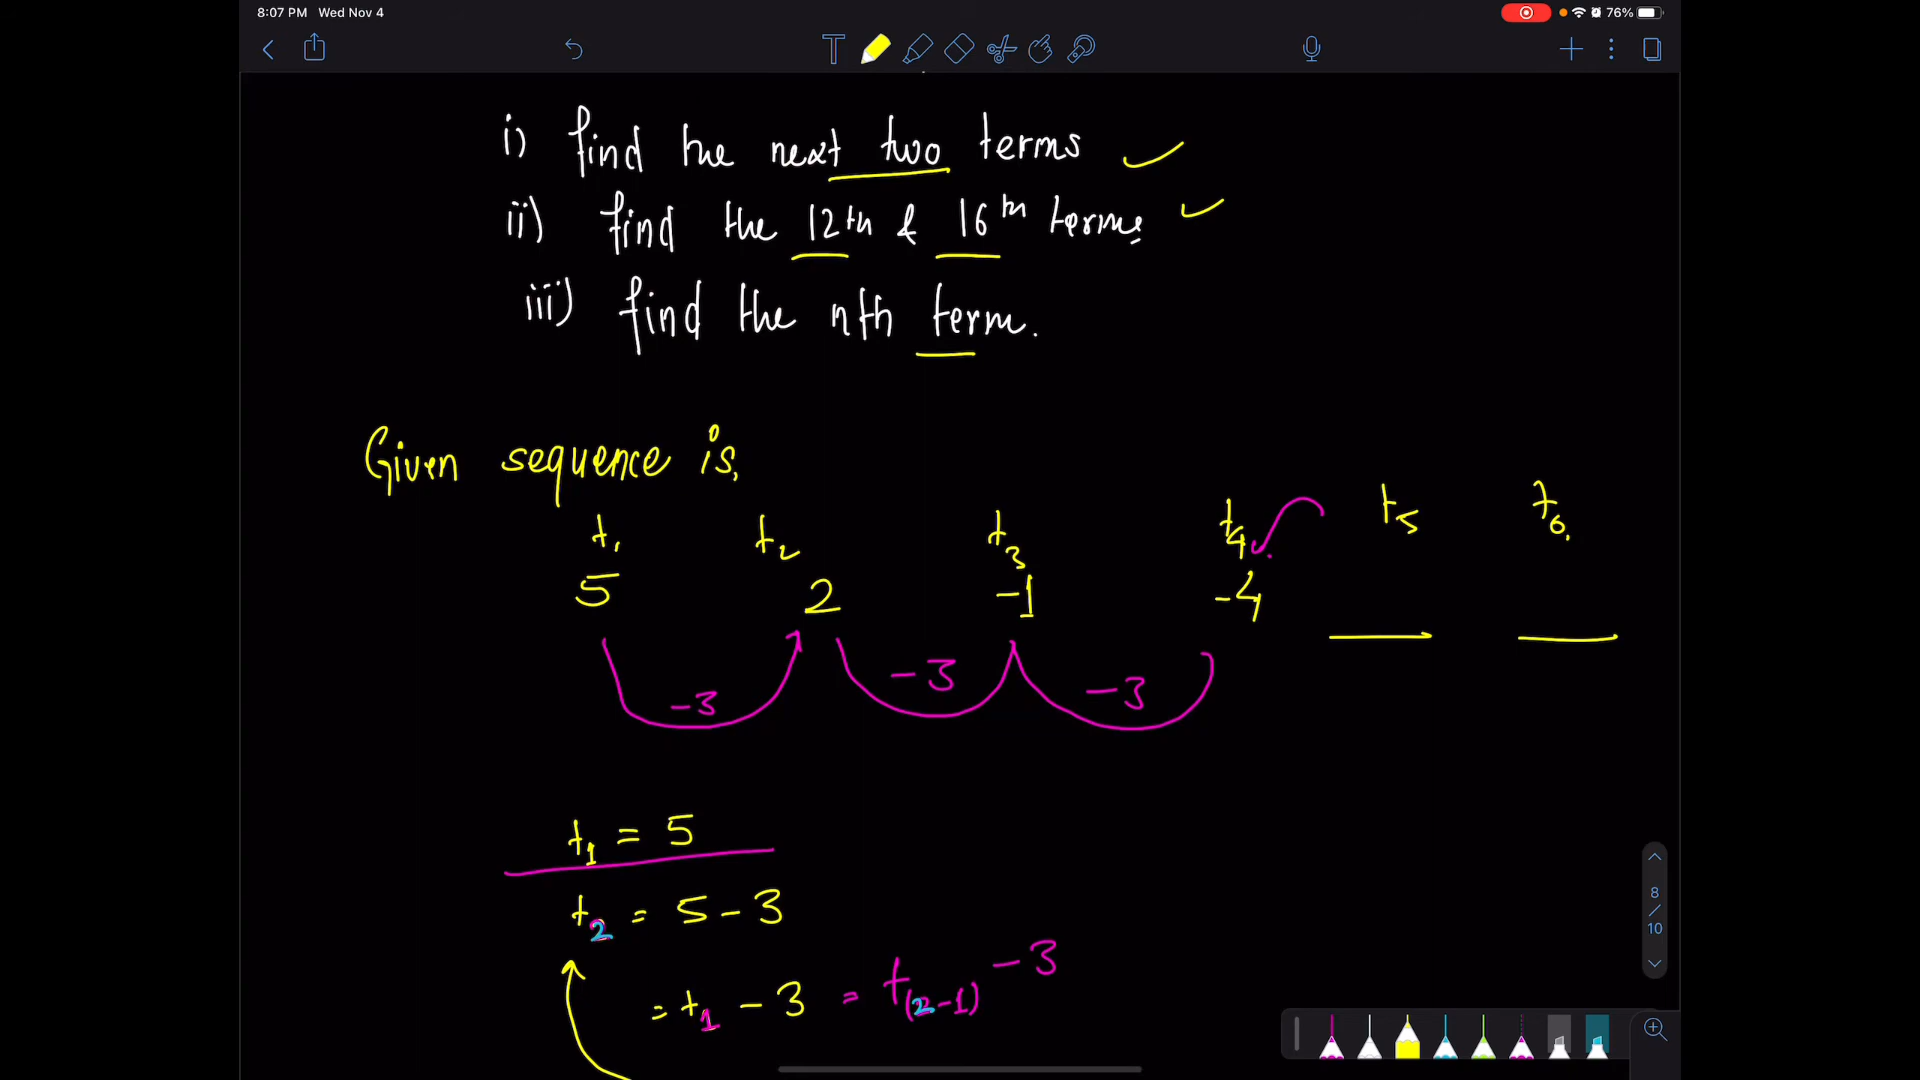 8:07 PM Wed Nov 4
76%
i) find the next two terms
ii) find the 12th & 16th terms
iii) find the nth term.
Given sequence is,
t1 t2 t3 t4 t5 t6.
5 2 -1 -4
-3 -3 -3
t1 = 5
t2 = 5 - 3
= t1 - 3 = t(2-1) - 3
8 / 10